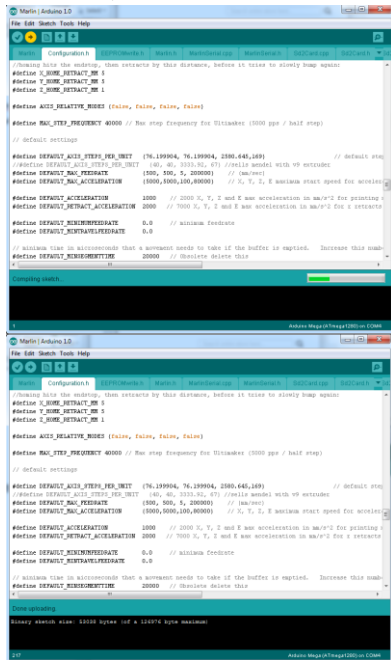 Marlin | Arduino 1.0
File Edit Sketch Tools Help
Marlin Configuration.h EEPROMwrite.h Marlin.h MarlinSerial.cpp MarlinSerial.h Sd2Card.cpp Sd2Card.h
//homing hits the endstop, then retracts by this distance, before it tries to slowly bump again:
#define X_HOME_RETRACT_MM 5
#define Y_HOME_RETRACT_MM 5
#define Z_HOME_RETRACT_MM 1
#define AXIS_RELATIVE_MODES {false, false, false, false}
#define MAX_STEP_FREQUENCY 40000 // Max step frequency for Ultimaker (5000 pps / half step)
// default settings
#define DEFAULT_AXIS_STEPS_PER_UNIT {76.199904, 76.199904, 2580.645,169} // default step
//#define DEFAULT_AXIS_STEPS_PER_UNIT {40, 40, 3333.92, 67} //sells mendel with v9 extruder
#define DEFAULT_MAX_FEEDRATE {500, 500, 5, 200000} // (mm/sec)
#define DEFAULT_MAX_ACCELERATION {5000,5000,100,80000} // X, Y, Z, E maximum start speed for acceler
#define DEFAULT_ACCELERATION 1000 // 2000 X, Y, Z and E max acceleration in mm/s^2 for printing
#define DEFAULT_RETRACT_ACCELERATION 2000 // 7000 X, Y, Z and E max acceleration in mm/s^2 for r retracts
#define DEFAULT_MINIMUMFEEDRATE 0.0 // minimum feedrate
#define DEFAULT_MINTRAVELFEEDRATE 0.0
// minimum time in microseconds that a movement needs to take if the buffer is emptied. Increase this numb
#define DEFAULT_MINSEGMENTTIME 20000 // Obsolete delete this
Compiling sketch...
1 Arduino Mega (ATmega1280) on COM4
Marlin | Arduino 1.0
File Edit Sketch Tools Help
Marlin Configuration.h EEPROMwrite.h Marlin.h MarlinSerial.cpp MarlinSerial.h Sd2Card.cpp Sd2Card.h
//homing hits the endstop, then retracts by this distance, before it tries to slowly bump again:
#define X_HOME_RETRACT_MM 5
#define Y_HOME_RETRACT_MM 5
#define Z_HOME_RETRACT_MM 1
#define AXIS_RELATIVE_MODES {false, false, false, false}
#define MAX_STEP_FREQUENCY 40000 // Max step frequency for Ultimaker (5000 pps / half step)
// default settings
#define DEFAULT_AXIS_STEPS_PER_UNIT {76.199904, 76.199904, 2580.645,169} // default step
//#define DEFAULT_AXIS_STEPS_PER_UNIT {40, 40, 3333.92, 67} //sells mendel with v9 extruder
#define DEFAULT_MAX_FEEDRATE {500, 500, 5, 200000} // (mm/sec)
#define DEFAULT_MAX_ACCELERATION {5000,5000,100,80000} // X, Y, Z, E maximum start speed for acceler
#define DEFAULT_ACCELERATION 1000 // 2000 X, Y, Z and E max acceleration in mm/s^2 for printing
#define DEFAULT_RETRACT_ACCELERATION 2000 // 7000 X, Y, Z and E max acceleration in mm/s^2 for r retracts
#define DEFAULT_MINIMUMFEEDRATE 0.0 // minimum feedrate
#define DEFAULT_MINTRAVELFEEDRATE 0.0
// minimum time in microseconds that a movement needs to take if the buffer is emptied. Increase this numb
#define DEFAULT_MINSEGMENTTIME 20000 // Obsolete delete this
Done uploading.
Binary sketch size: 53038 bytes (of a 126976 byte maximum)
217 Arduino Mega (ATmega1280) on COM4